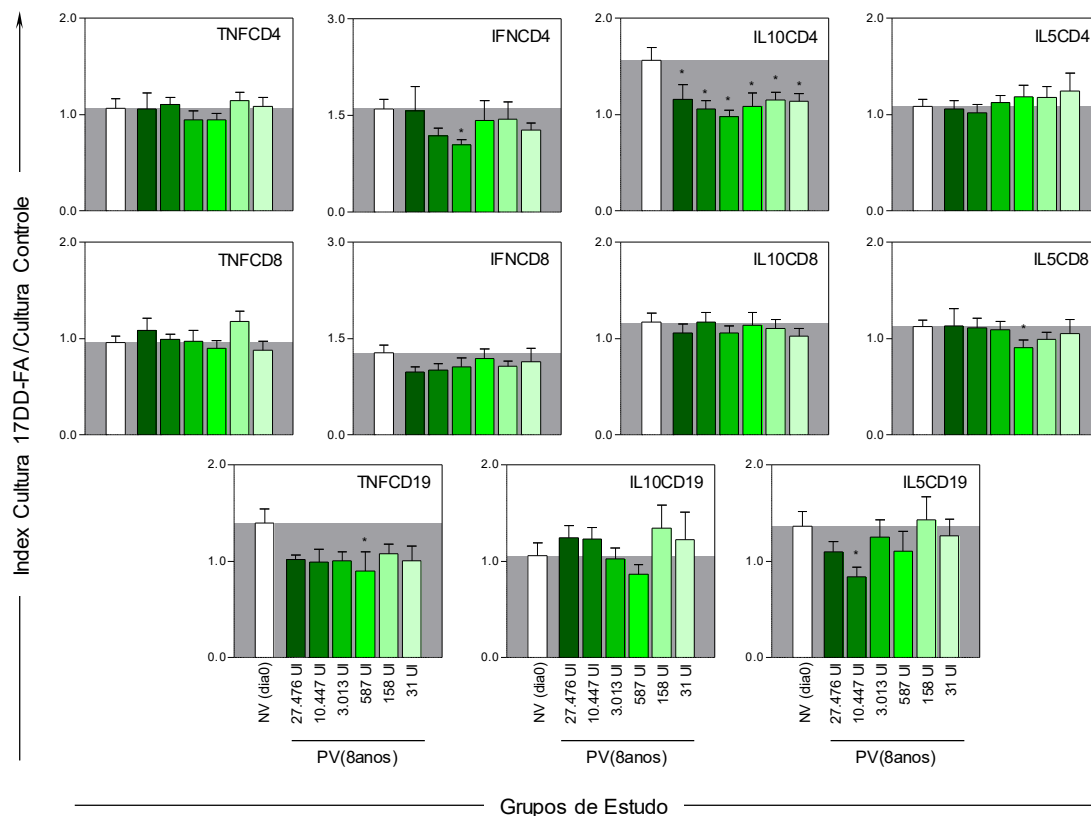 Index Cultura 17DD-FA /Cultura Controle
TNFCD4
2.0
1.0
0.0
IFNCD4
3.0
1.5
0.0
IL10CD4
2.0
1.0
0.0
* * * * * *
*
IL5CD4
2.0
1.0
0.0
TNFCD8
2.0
1.0
0.0
IFNCD8
3.0
1.5
0.0
IL10CD8
2.0
1.0
0.0
IL5CD8
2.0
1.0
0.0
*
TNFCD19
2.0
1.0
0.0
*
IL10CD19
2.0
1.0
0.0
IL5CD19
2.0
1.0
0.0
*
NV (dia0)
27.476 UI
10.447 UI
3.013 UI
587 UI
158 UI
31 UI
PV(8anos)
NV (dia0)
27.476 UI
10.447 UI
3.013 UI
587 UI
158 UI
31 UI
PV(8anos)
NV (dia0)
27.476 UI
10.447 UI
3.013 UI
587 UI
158 UI
31 UI
PV(8anos)
Grupos de Estudo